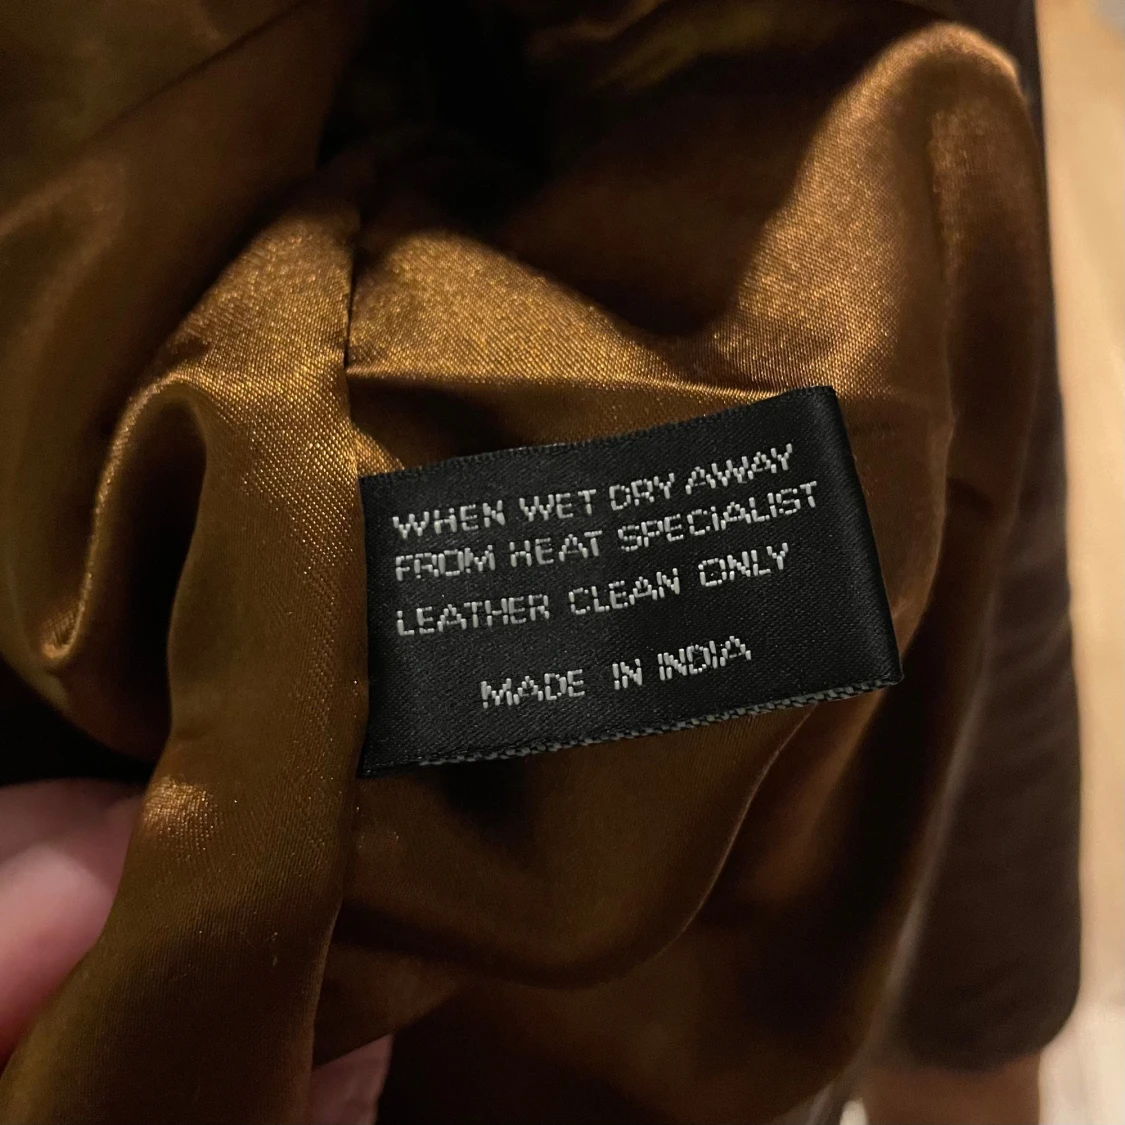 WHEN WET DRY AWAY
FROM HEAT SPECIALIST
LEATHER CLEAN ONLY
MADE IN INDIA